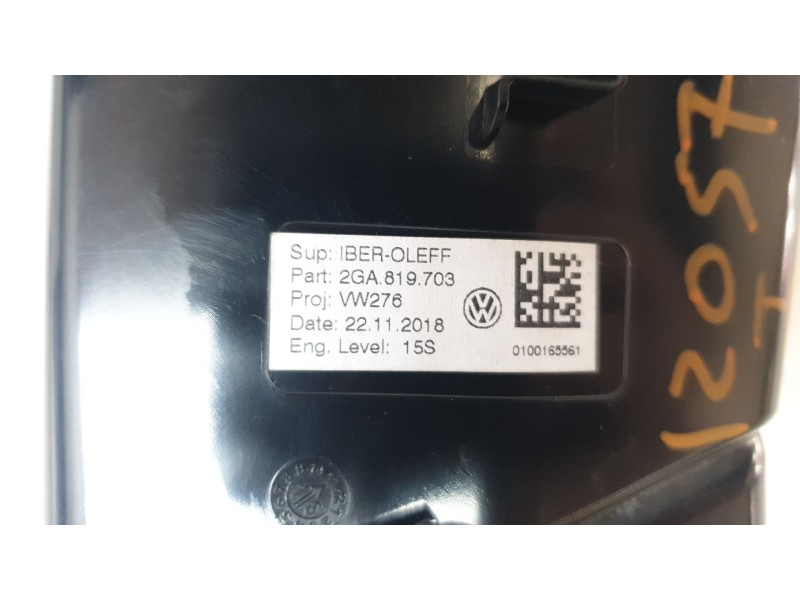 Sup: IBER-OLEFF
Part: 2GA.819.703
Proj: VW276
Date: 22.11.2018
Eng. Level: 15S
0100165561
12057
I